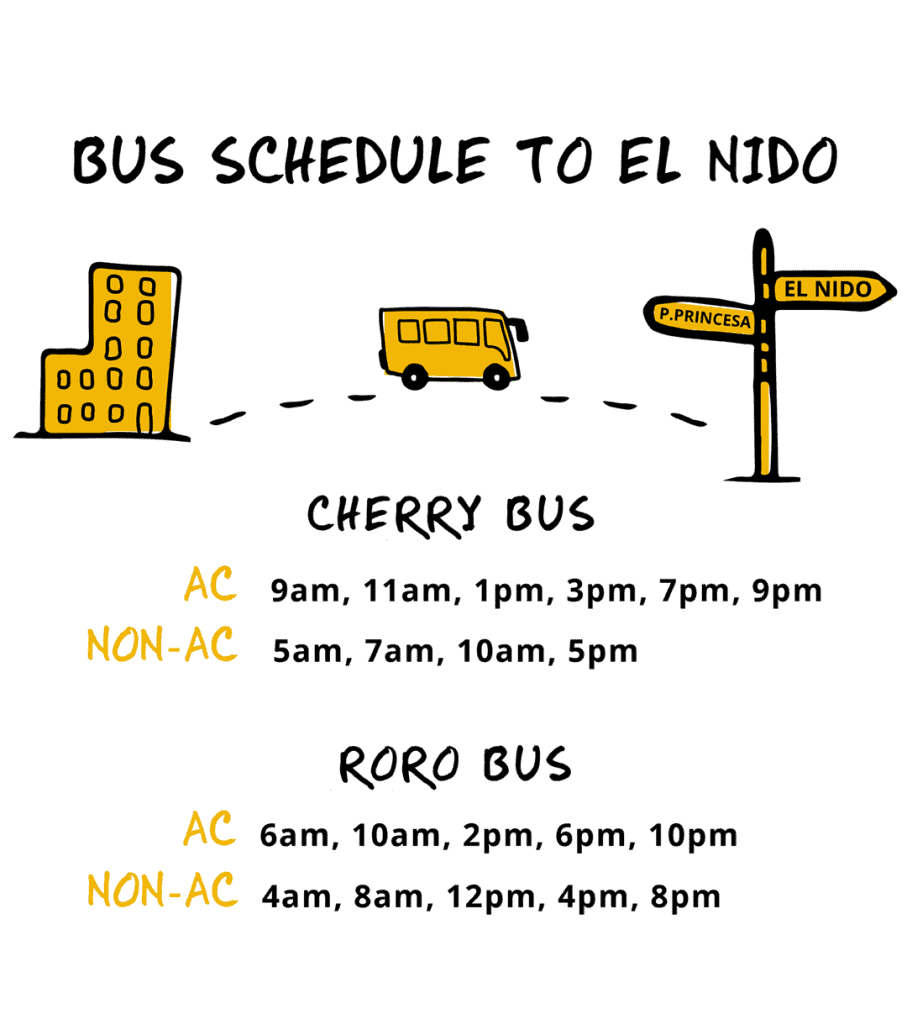 BUS SCHEDULE TO EL NIDO
EL NIDO
P.PRINCESA
CHERRY BUS
AC 9am, 11am, 1pm, 3pm, 7pm, 9pm
NON-AC 5am, 7am, 10am, 5pm
RORO BUS
AC 6am, 10am, 2pm, 6pm, 10pm
NON-AC 4am, 8am, 12pm, 4pm, 8pm